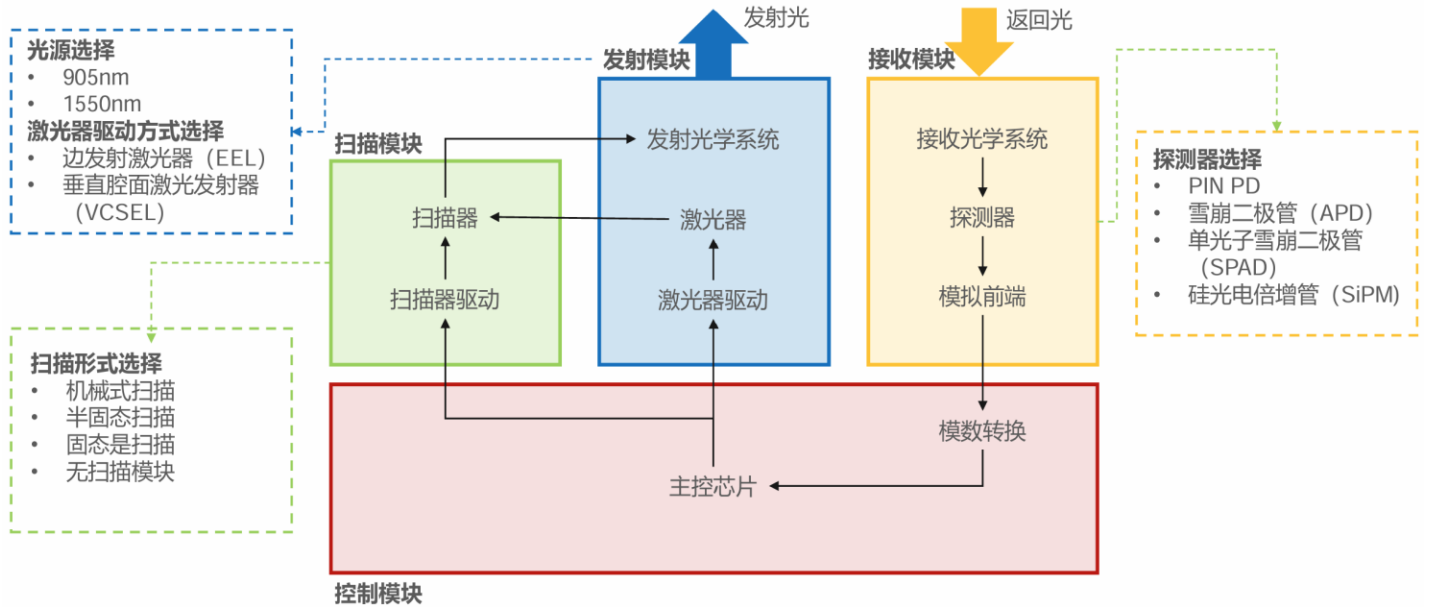 发射光
返回光
光源选择
• 905nm
• 1550nm
激光器驱动方式选择
• 边发射激光器（EEL）
• 垂直腔面激光发射器
（VCSEL）
发射模块
接收模块
扫描模块
发射光学系统
接收光学系统
扫描器
激光器
探测器
扫描器驱动
激光器驱动
模拟前端
探测器选择
• PIN PD
• 雪崩二极管（APD）
• 单光子雪崩二极管
（SPAD）
• 硅光电倍增管（SiPM)
扫描形式选择
• 机械式扫描
• 半固态扫描
• 固态是扫描
• 无扫描模块
模数转换
主控芯片
控制模块